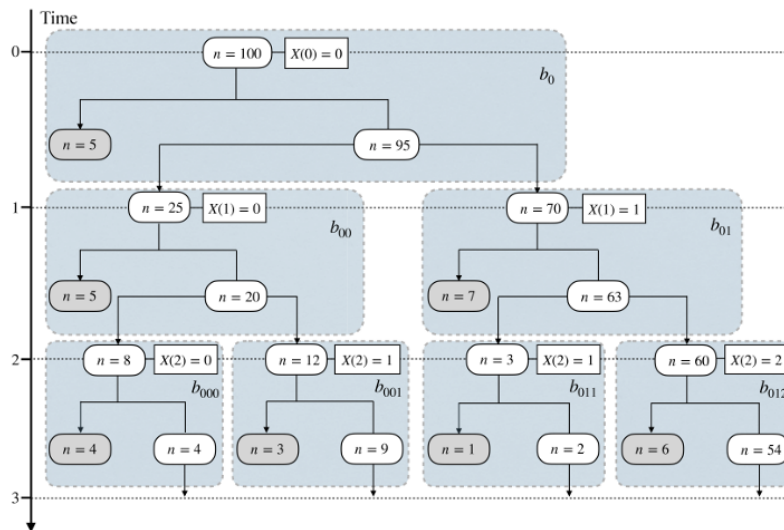 Time
0
n = 100
X(0) = 0
b0
n = 5
n = 95
1
n = 25
X(1) = 0
n = 70
X(1) = 1
b00
b01
n = 5
n = 20
n = 7
n = 63
2
n = 8
X(2) = 0
n = 12
X(2) = 1
n = 3
X(2) = 1
n = 60
X(2) = 2
b000
b001
b011
b012
n = 4
n = 4
n = 3
n = 9
n = 1
n = 2
n = 6
n = 54
3